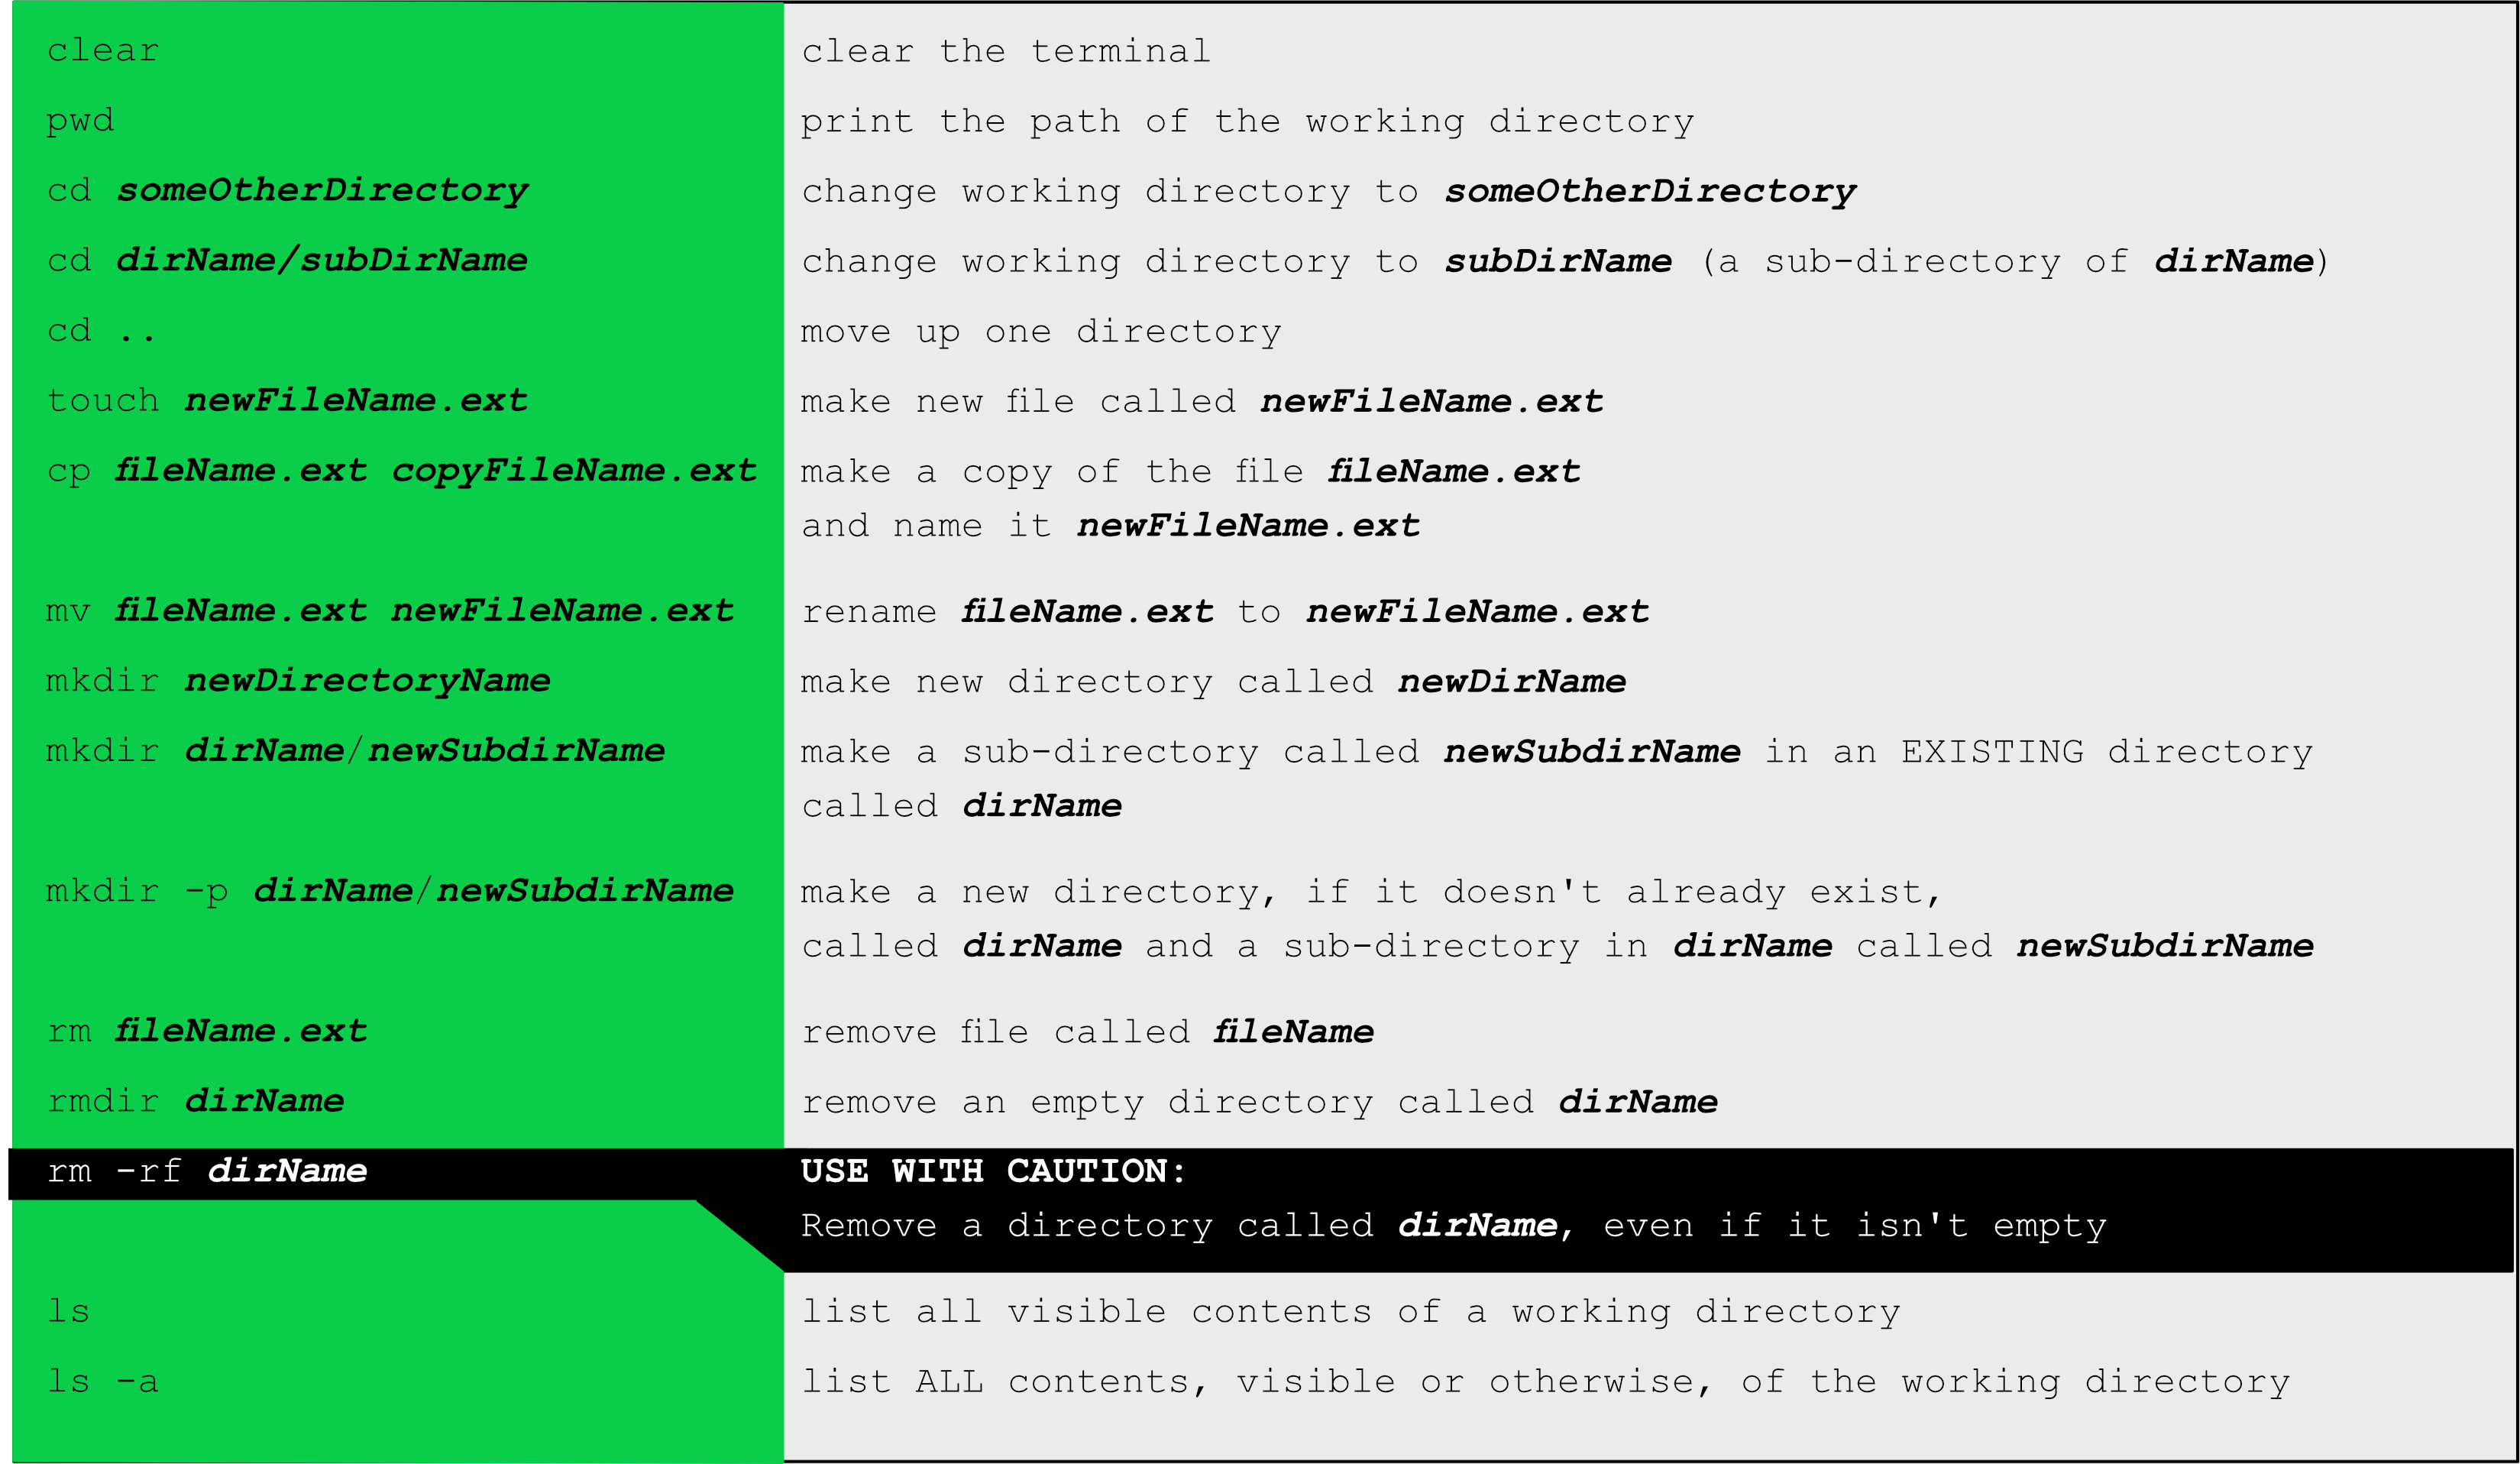 clear clear the terminal
pwd print the path of the working directory
cd someOtherDirectory change working directory to someOtherDirectory
cd dirName/subDirName change working directory to subDirName (a sub-directory of dirName)
cd .. move up one directory
touch newFileName.ext make new file called newFileName.ext
cp fileName.ext copyFileName.ext make a copy of the file fileName.ext
and name it newFileName.ext
mv fileName.ext newFileName.ext rename fileName.ext to newFileName.ext
mkdir newDirectoryName make new directory called newDirName
mkdir dirName/newSubdirName make a sub-directory called newSubdirName in an EXISTING directory
called dirName
mkdir -p dirName/newSubdirName make a new directory, if it doesn't already exist,
called dirName and a sub-directory in dirName called newSubdirName
rm fileName.ext remove file called fileName
rmdir dirName remove an empty directory called dirName
rm -rf dirName USE WITH CAUTION:
Remove a directory called dirName, even if it isn't empty
ls list all visible contents of a working directory
ls -a list ALL contents, visible or otherwise, of the working directory